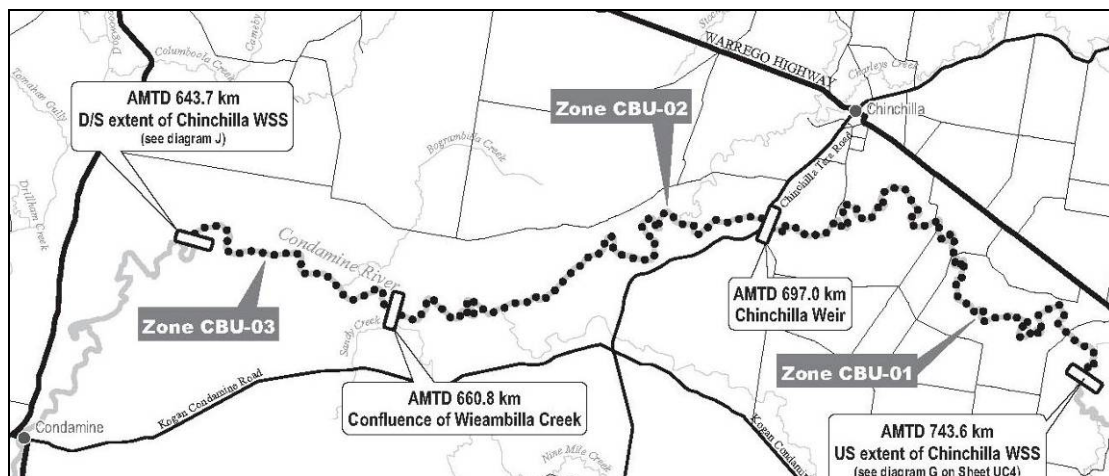 Dogwood
Columboola Creek
Cameby
WARREGO HIGHWAY
Charleys Creek
Tomahan Gully
AMTD 643.7 km
D/S extent of Chinchilla WSS
(see diagram J)
Zone CBU-02
Chinchilla
Bogrambilla Creek
Chinchilla Tara Road
Drillham Creek
Condamine River
Zone CBU-03
AMTD 697.0 km
Chinchilla Weir
Sandy Creek
Zone CBU-01
AMTD 660.8 km
Confluence of Wieambilla Creek
Kogan Condamine Road
Condamine
AMTD 743.6 km
US extent of Chinchilla WSS
(see diagram G on Sheet UC4)
Kogan Condamin
Nine Mile Creek